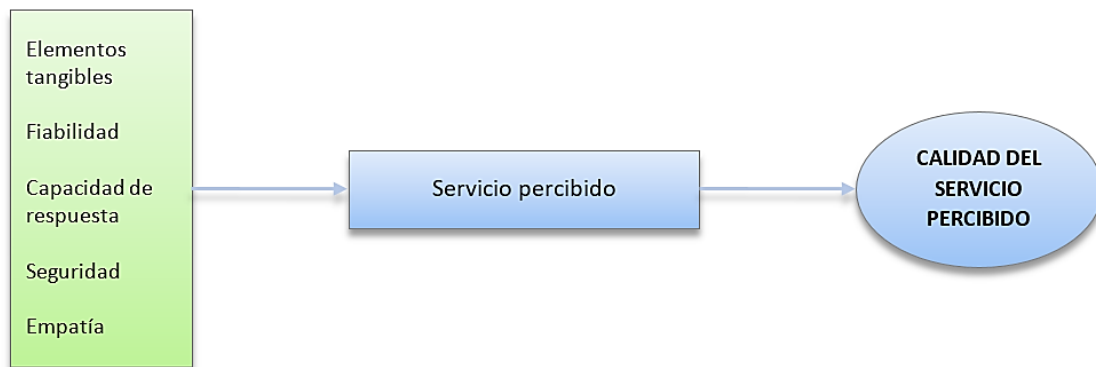 Elementos
tangibles
Fiabilidad
Capacidad de
respuesta
Seguridad
Empatía
Servicio percibido
CALIDAD DEL
SERVICIO
PERCIBIDO